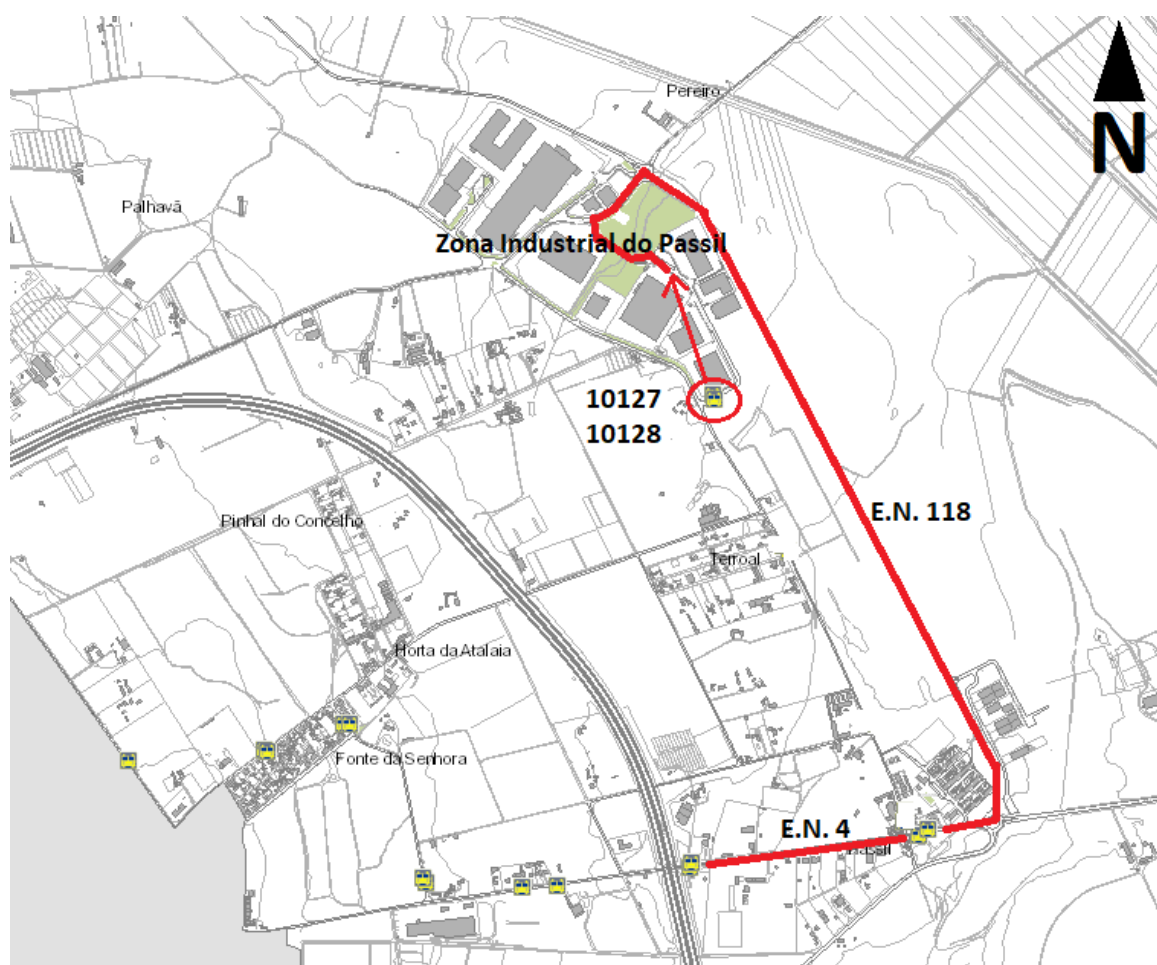 Pereiro
N
Palhavã
Zona Industrial do Passil
10127
10128
E.N. 118
Pinhal do Concelho
Terroal
Horta da Atalaia
Fonte da Senhora
E.N. 4
Passil